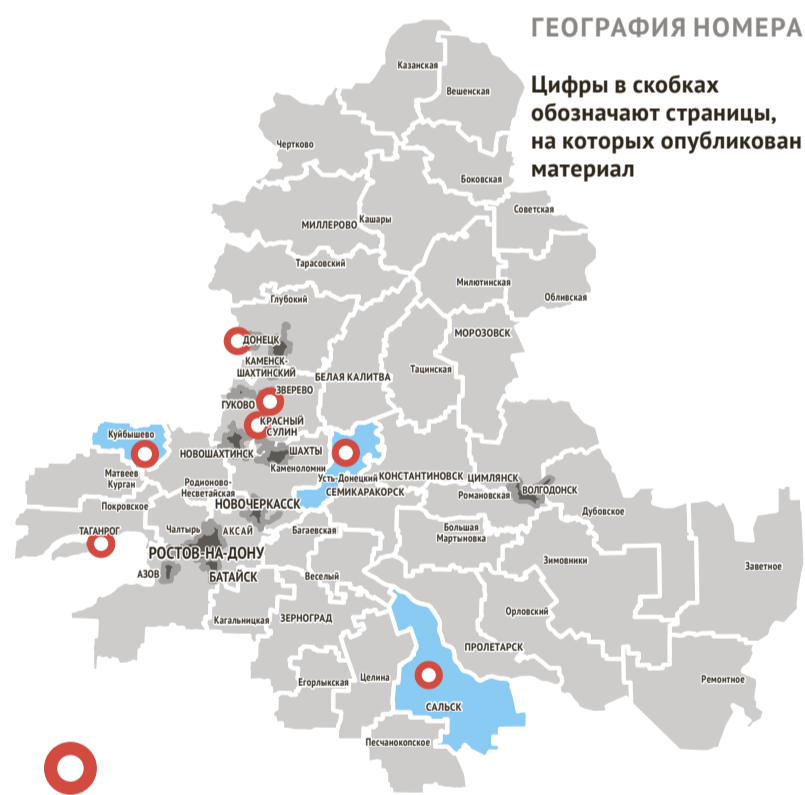 ГЕОГРАФИЯ НОМЕРА
Цифры в скобках
обозначают страницы,
на которых опубликован
материал
Казанская
Вешенская
Чертково
Боковская
Советская
Кашары
МИЛЛЕРОВО
Тарасовский
Милютинская
Обливская
Глубокий
МОРОЗОВСК
ДОНЕЦК
КАМЕНСК-
ШАХТИНСКИЙ
Тацинская
БЕЛАЯ КАЛИТВА
ЗВЕРЕВО
ГУКОВО
КРАСНЫЙ
СУЛИН
Куйбышево
НОВОШАХТИНСК
ШАХТЫ
Каменоломни
Матвеев
Курган
Усть-Донецкий
КОНСТАНТИНОВСК
ЦИМЛЯНСК
Родионово-
Несветайская
СЕМИКАРАКОРСК
Романовская
ВОЛГОДОНСК
Покровское
НОВОЧЕРКАССК
Дубовское
ТАГАНРОГ
Чалтырь
АКСАЙ
Багаевская
Большая
Мартыновка
РОСТОВ-НА-ДОНУ
Зимовники
Заветное
АЗОВ
БАТАЙСК
Веселый
Орловский
Кагальницкая
ЗЕРНОГРАД
ПРОЛЕТАРСК
Егорлыкская
Целина
Ремонтное
САЛЬСК
Песчанокопское